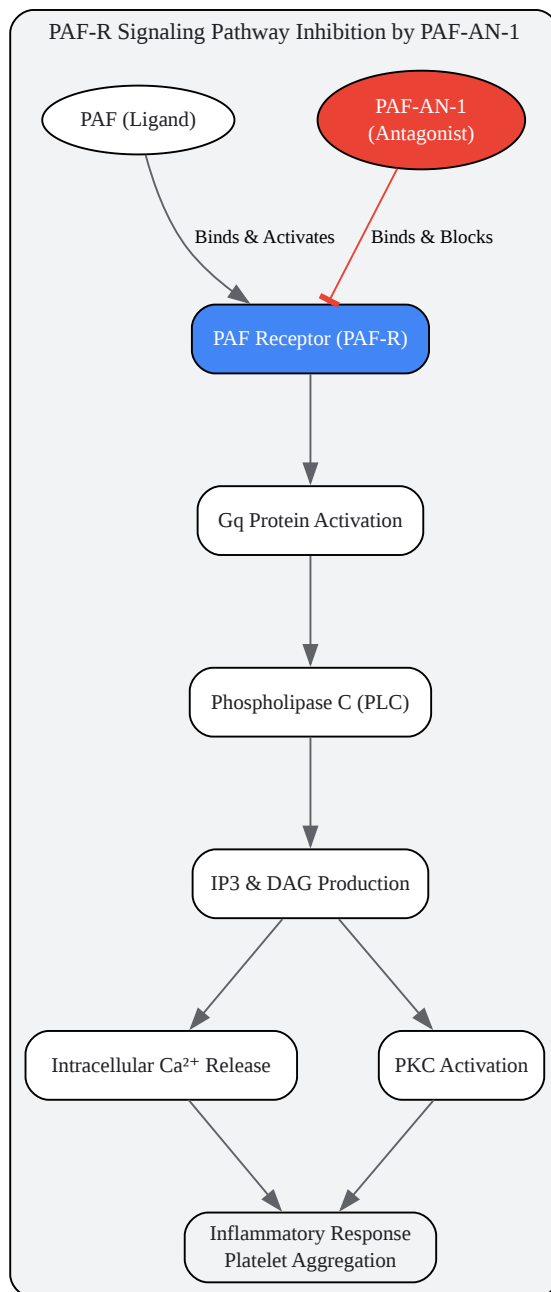 PAF-R Signaling Pathway Inhibition by PAF-AN-1
PAF (Ligand)
PAF-AN-1
(Antagonist)
Binds & Activates
Binds & Blocks
PAF Receptor (PAF-R)
Gq Protein Activation
Phospholipase C (PLC)
IP3 & DAG Production
Intracellular Ca²⁺ Release
PKC Activation
Inflammatory Response
Platelet Aggregation